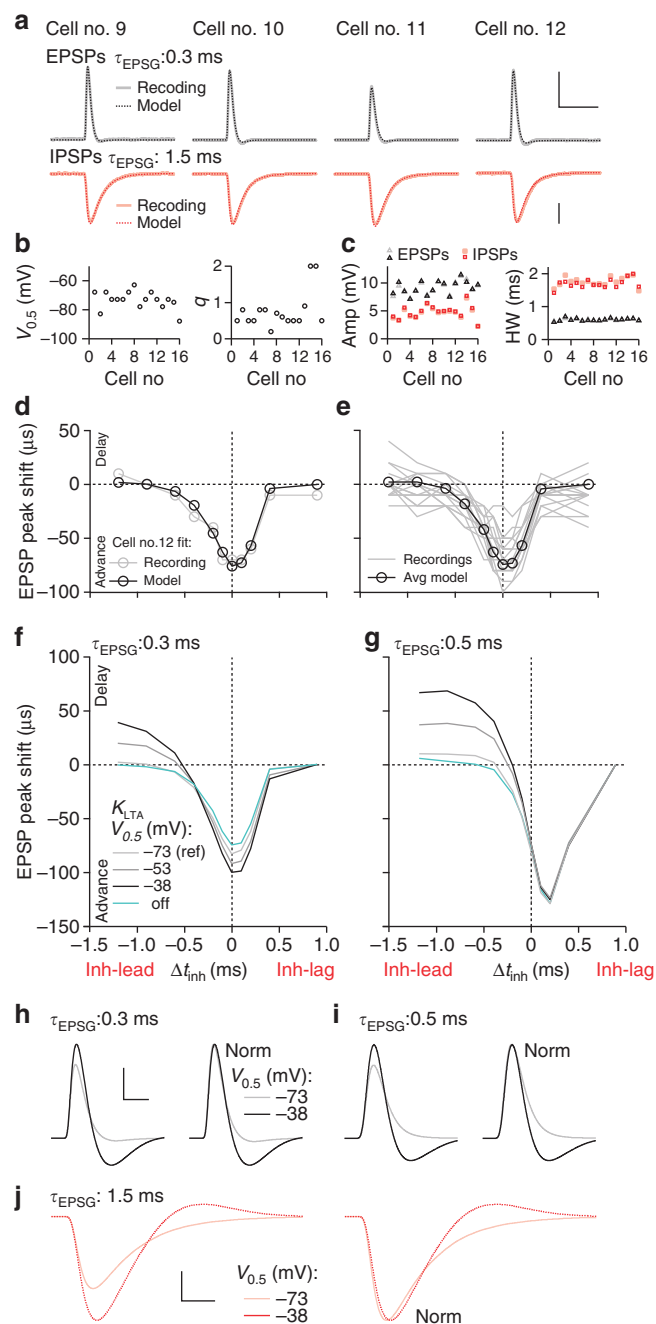 a
Cell no. 9
Cell no. 10
Cell no. 11
Cell no. 12
EPSPs τEPSG:0.3 ms
Recoding
Model
IPSPs τEPSG: 1.5 ms
Recoding
Model
b
V0.5 (mV)
−60
−80
−100
0 4 8 12 16
Cell no
q
2
1
0
0 4 8 12 16
Cell no
c
EPSPs
IPSPs
Amp (mV)
10
5
0
0 4 8 12 16
Cell no
HW (ms)
2
1
0
0 4 8 12 16
Cell no
d
EPSP peak shift (μs)
50
0
−50
−100
Delay
Advance
Cell no.12 fit:
Recording
Model
e
Recordings
Avg model
f
τEPSG:0.3 ms
EPSP peak shift (μs)
100
50
0
−50
−100
−150
Delay
Advance
KLTA
V0.5 (mV):
−73 (ref)
−53
−38
off
−1.5 −1.0 −0.5 0 0.5 1.0
Inh-lead Δtinh (ms) Inh-lag
g
τEPSG:0.5 ms
−1.5 −1.0 −0.5 0 0.5 1.0
Inh-lead Δtinh (ms) Inh-lag
h
τEPSG:0.3 ms
Norm
V0.5 (mV):
−73
−38
i
τEPSG:0.5 ms
Norm
j
τEPSG: 1.5 ms
V0.5 (mV):
−73
−38
Norm